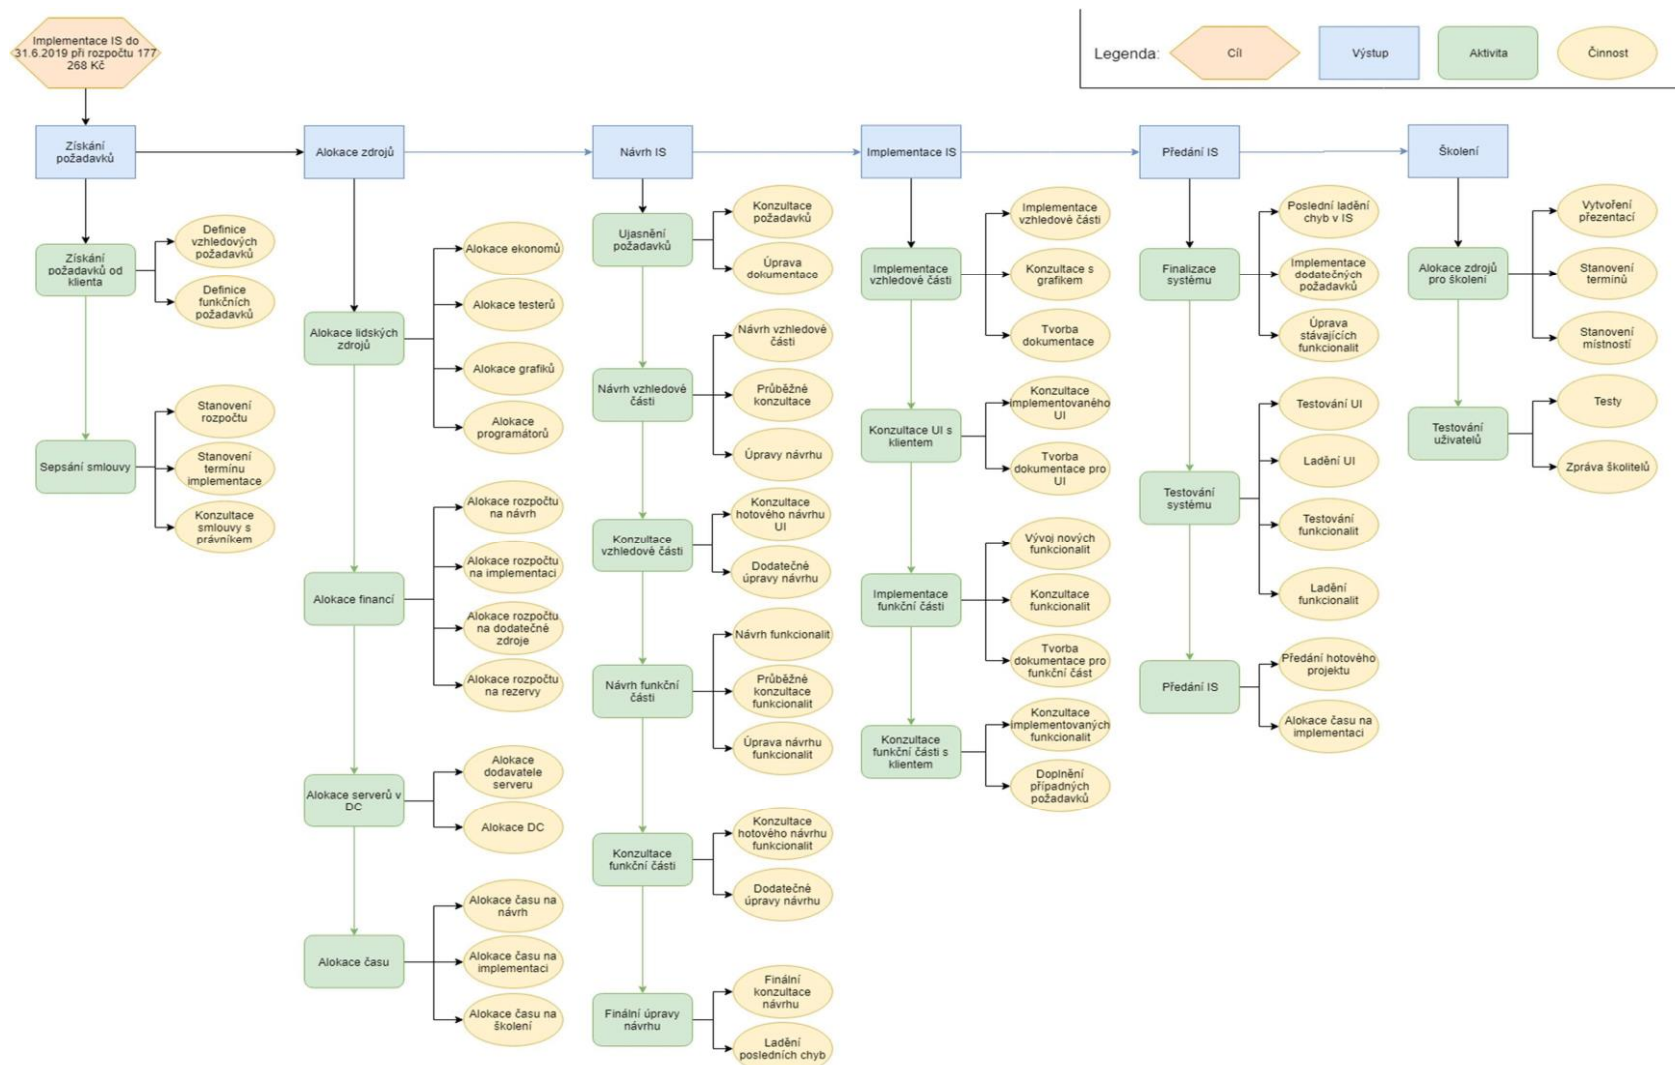 Implementace IS do
31.6.2019 při rozpočtu 177
268 Kč
Legenda:
Cíl
Výstup
Aktivita
Činnost
Získání
požadavků
Alokace zdrojů
Návrh IS
Implementace IS
Předání IS
Školení
Získání
požadavků od
klienta
Definice
vzhledových
požadavků
Definice
funkčních
požadavků
Sepsání smlouvy
Stanovení
rozpočtu
Stanovení
termínu
implementace
Konzultace
smlouvy s
právníkem
Alokace lidských
zdrojů
Alokace ekonomů
Alokace testerů
Alokace grafiků
Alokace
programátorů
Alokace financí
Alokace rozpočtu
na návrh
Alokace rozpočtu
na implementaci
Alokace rozpočtu
na dodatečné
zdroje
Alokace rozpočtu
na rezervy
Alokace serverů v
DC
Alokace
dodavatele
serveru
Alokace DC
Alokace času
Alokace času na
návrh
Alokace času na
implementaci
Alokace času na
školení
Ujasnění
požadavků
Konzultace
požadavků
Úprava
dokumentace
Návrh vzhledové
části
Návrh vzhledové
části
Průběžné
konzultace
Úpravy návrhu
Konzultace
vzhledové části
Konzultace
hotového návrhu
UI
Dodatečné
úpravy návrhu
Návrh funkční
části
Návrh funkcionalit
Průběžné
konzultace
funkcionalit
Úprava návrhu
funkcionalit
Konzultace
funkční části
Konzultace
hotového návrhu
funkcionalit
Dodatečné
úpravy návrhu
Finální úpravy
návrhu
Finální
konzultace
návrhu
Ladění
posledních chyb
Implementace
vzhledové části
Implementace
vzhledové části
Konzultace s
grafikem
Tvorba
dokumentace
Konzultace UI s
klientem
Konzultace
implementovaného
UI
Tvorba
dokumentace pro
UI
Implementace
funkční části
Vývoj nových
funkcionalit
Konzultace
funkcionalit
Tvorba
dokumentace pro
funkční část
Konzultace
funkční části s
klientem
Konzultace
implementovaných
funkcionalit
Doplnění
případných
požadavků
Finalizace
systému
Poslední ladění
chyb v IS
Implementace
dodatečných
požadavků
Úprava
stávajících
funkcionalit
Testování
systému
Testování UI
Ladění UI
Testování
funkcionalit
Ladění
funkcionalit
Předání IS
Předání hotového
projektu
Alokace času na
implementaci
Alokace zdrojů
pro školení
Vytvoření
přezentací
Stanovení
termínů
Stanovení
místností
Testování
uživatelů
Testy
Zpráva školitelů